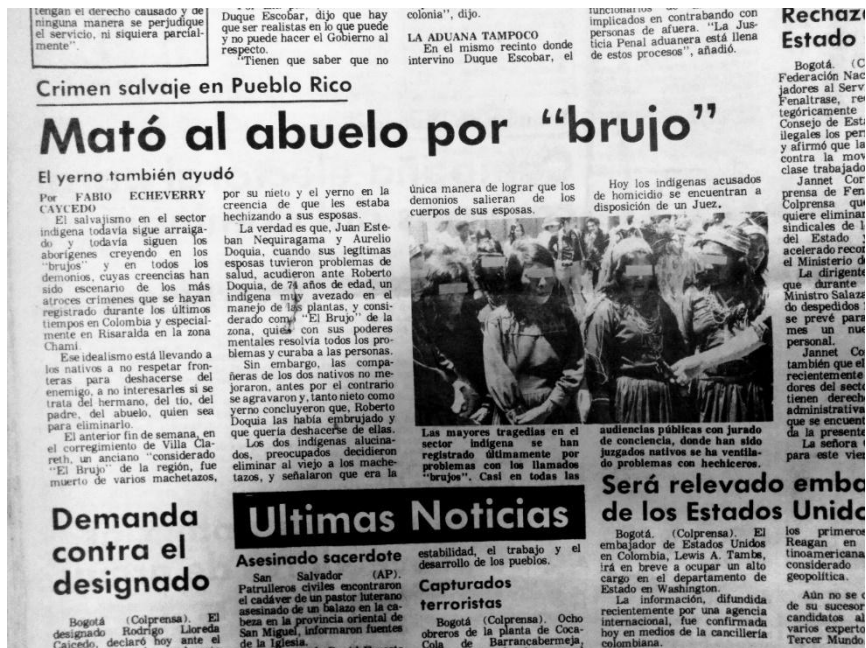 tengan el derecho causado y de
ninguna manera se perjudique
el servicio, ni siquiera parcial-
mente".
Duque Escobar, dijo que hay
que ser realistas en lo que puede
y no puede hacer el Gobierno al
respecto.
"Tienen que saber que no
colonia", dijo.
LA ADUANA TAMPOCO
En el mismo recinto donde
intervino Duque Escobar, el
implicados en contrabando con
personas de afuera. "La Jus-
ticia Penal aduanera está llena
de estos procesos", añadió.
Crimen salvaje en Pueblo Rico
Mató al abuelo por "brujo"
El yerno también ayudó
Por FABIO ECHEVERRY
CAYCEDO
El salvajismo en el sector
indígena todavía sigue arraiga-
do y todavía siguen los
aborígenes creyendo en los
"brujos" y en todos los
demonios, cuyas creencias han
sido escenario de los más
atroces crímenes que se hayan
registrado durante los últimos
tiempos en Colombia y especial-
mente en Risaralda en la zona
Chamí.
Ese idealismo está llevando a
los nativos a no respetar fron-
teras para deshacerse del
enemigo, a no interesarles si se
trata del hermano, del tío, del
padre, del abuelo, quien sea
para eliminarlo.
El anterior fin de semana, en
el corregimiento de Villa Cla-
reth, un anciano "considerado
"El Brujo" de la región, fue
muerto de varios machetazos,
por su nieto y el yerno en la
creencia de que les estaba
hechizando a sus esposas.
La verdad es que, Juan Este-
ban Nequiragama y Aurelio
Doquia, cuando sus legítimas
esposas tuvieron problemas de
salud, acudieron ante Roberto
Doquia, de 74 años de edad, un
indígena muy avezado en el
manejo de las plantas, y consi-
derado como "El Brujo" de la
zona, quien con sus poderes
mentales resolvía todos los pro-
blemas y curaba a las personas.
Sin embargo, las compa-
ñeras de los dos nativos no me-
joraron, antes por el contrario
se agravaron y, tanto nieto como
yerno concluyeron que, Roberto
Doquia las había embrujado y
que quería deshacerse de ellas.
Los dos indígenas alucina-
dos, preocupados decidieron
eliminar al viejo a los mache-
tazos, y señalaron que era la
única manera de lograr que los
demonios salieran de los
cuerpos de sus esposas.
Hoy los indígenas acusados
de homicidio se encuentran a
disposición de un Juez.
Las mayores tragedias en el
sector indígena se han
registrado últimamente por
problemas con los llamados
"brujos". Casi en todas las
audiencias públicas con jurado
de conciencia, donde han sido
juzgados nativos se ha ventila-
do problemas con hechiceros.
Rechaz
Estado
Bogotá. (C
Federación Nac
jadores al Serv
Fenaltrase, re
tegóricamente
Consejo de Est
ilegales los per
y afirmó que la
contra la mov
clase trabajado
Jannet Cor
prensa de Fe
Colprensa qu
quiere elimina
sindicales de l
del Estado
acelerado reco
el Ministerio d
La dirigente
que durante
Ministro Salaza
do despedidos
se prevé para
mes un nu
personal.
Jannet Co
también que el
recientemente
dores del sect
tienen derech
administrativ
que se encuent
da la presente
La señora
para este vier
Demanda
contra el
designado
Bogotá (Colprensa). El
designado Rodrigo Lloreda
Caicedo, declaró hoy ante el
Ultimas Noticias
Asesinado sacerdote
San Salvador (AP).
Patrulleros civiles encontraron
el cadáver de un pastor luterano
asesinado de un balazo en la ca-
beza en la provincia oriental de
San Miguel, informaron fuentes
de la Iglesia.
estabilidad, el trabajo y el
desarrollo de los pueblos.
Capturados
terroristas
Bogotá (Colprensa). Ocho
obreros de la planta de Coca-
Cola de Barrancabermeja,
Será relevado emba
de los Estados Unido
Bogotá. (Colprensa). El
embajador de Estados Unidos
en Colombia, Lewis A. Tambs,
irá en breve a ocupar un alto
cargo en el departamento de
Estado en Washington.
La información, difundida
recientemente por una agencia
internacional, fue confirmada
hoy en medios de la cancillería
colombiana.
los primeros
Reagan en
tinoamericana
considerado
geopolítica.
Aún no se c
de su sucesor
candidatos al
varios experto
Tercer Mundo